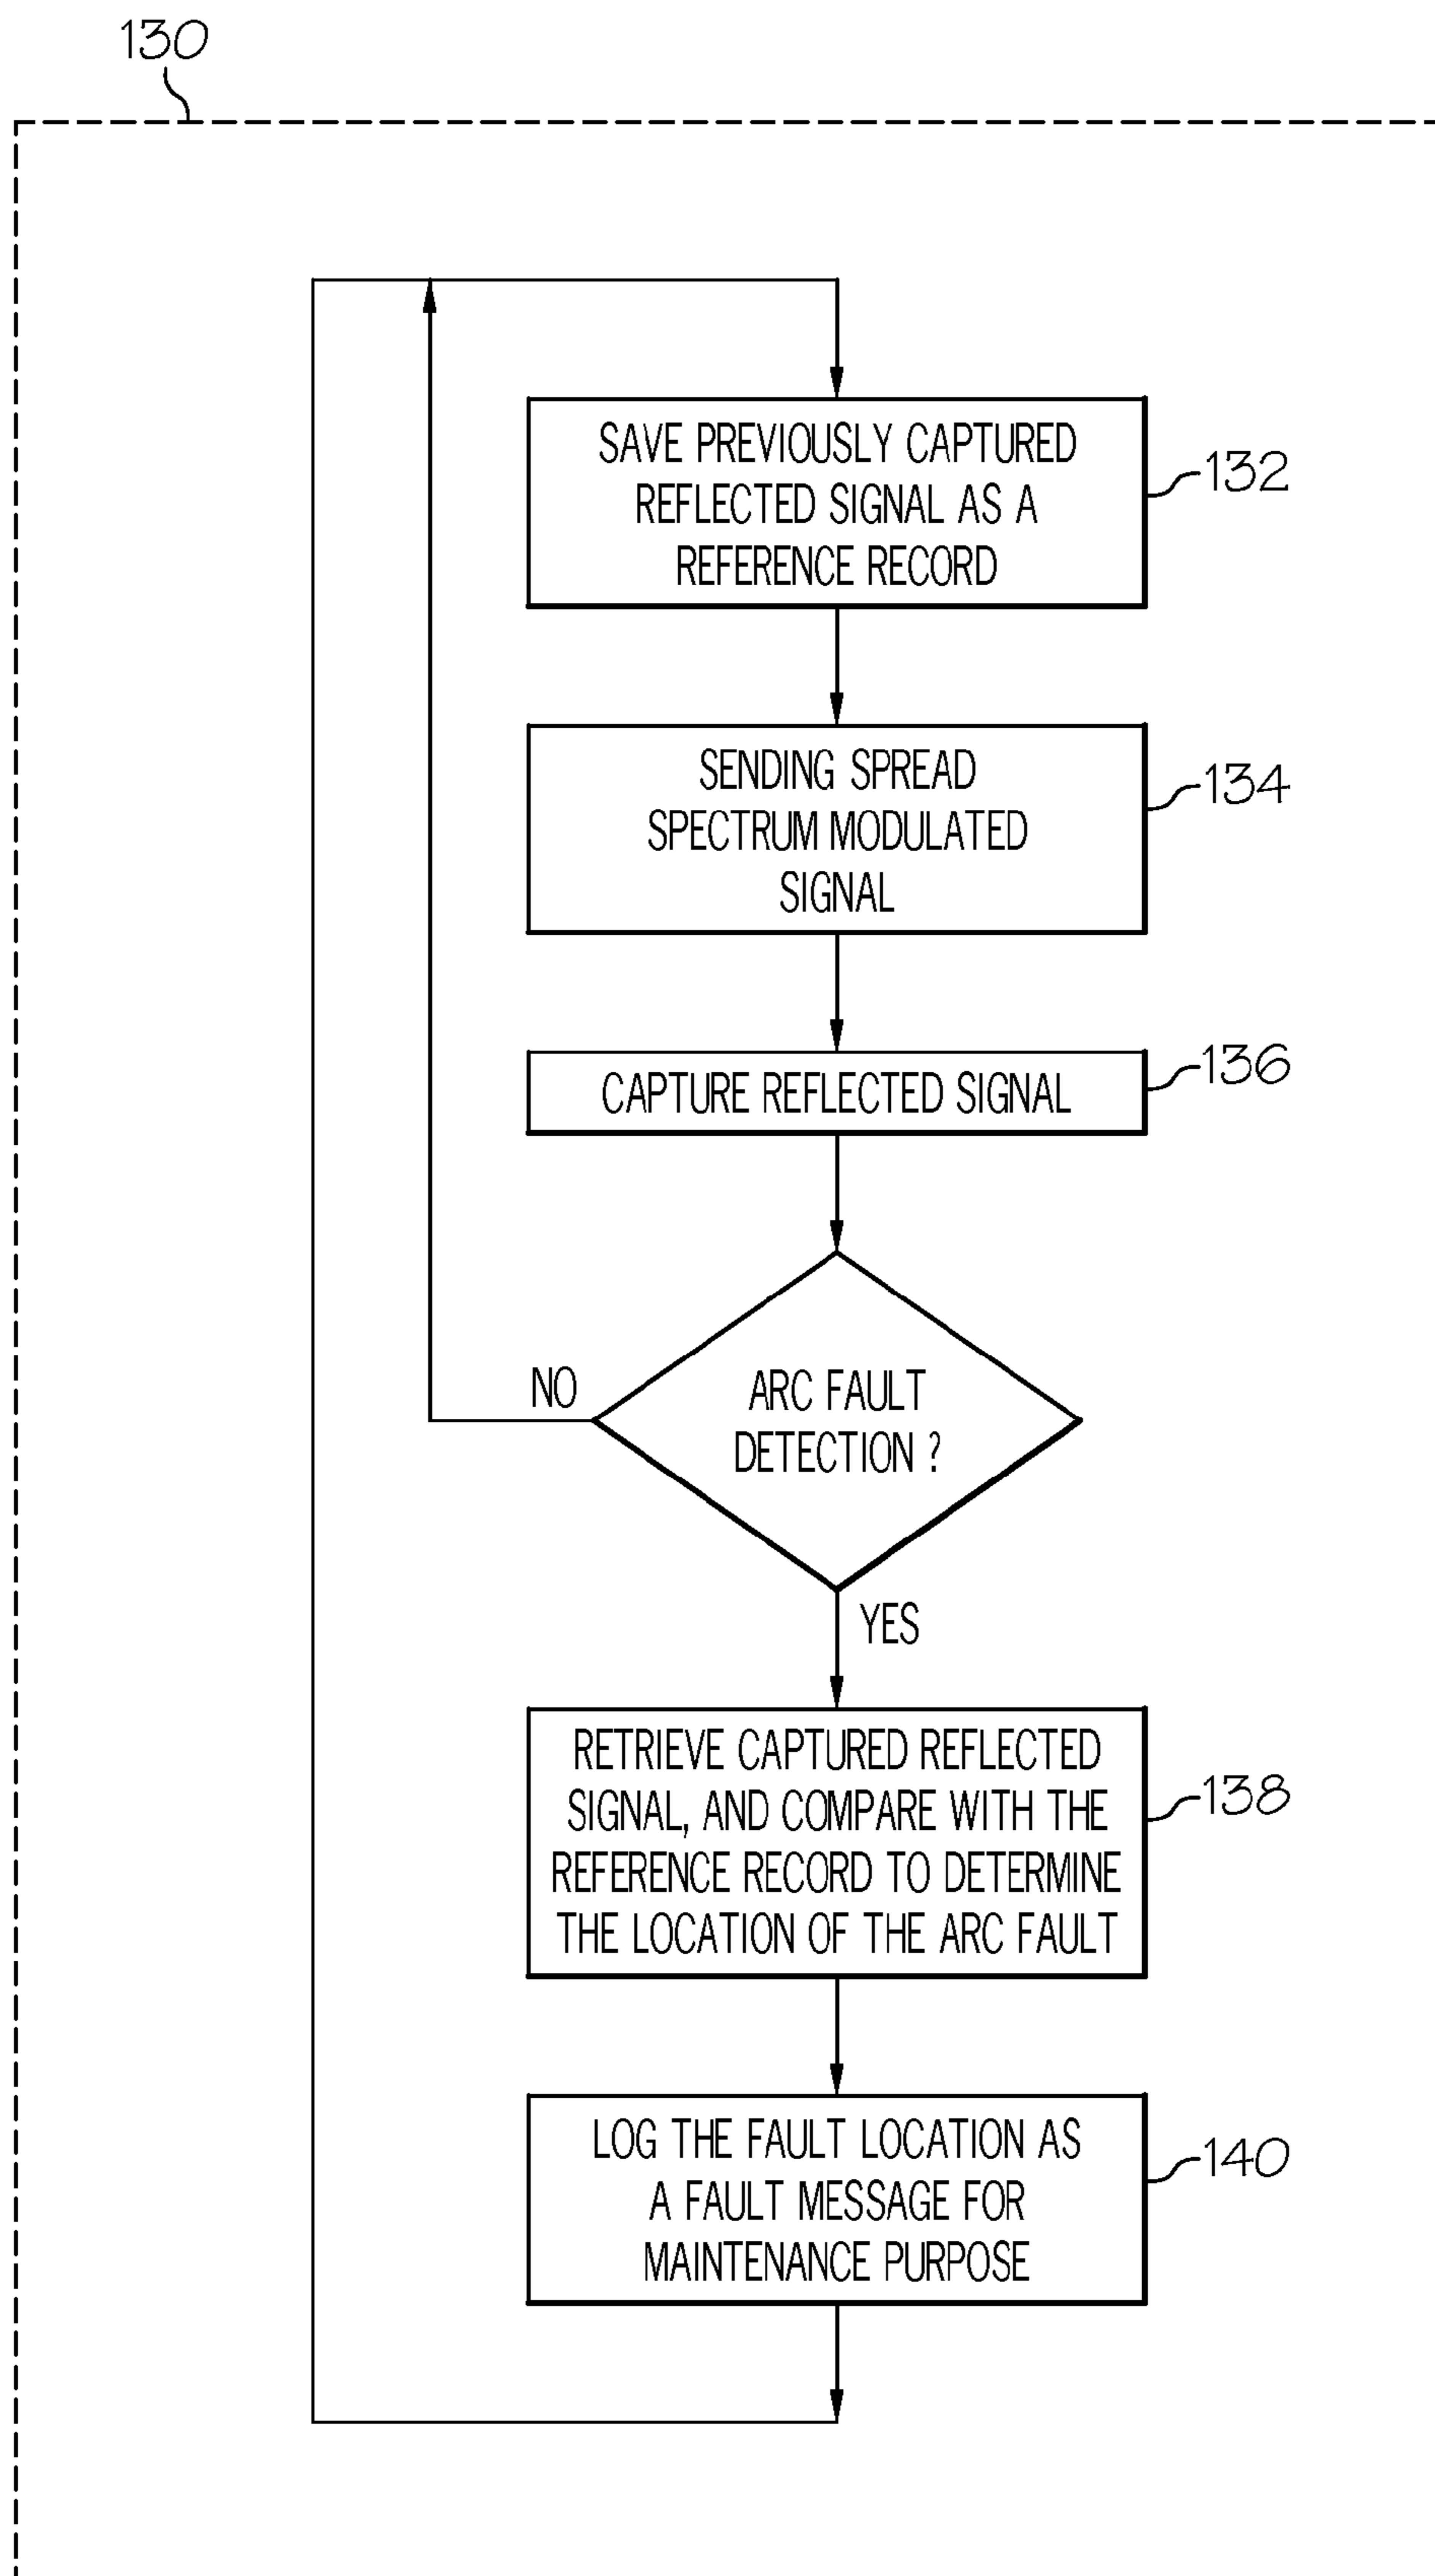 130
SAVE PREVIOUSLY CAPTURED
REFLECTED SIGNAL AS A
REFERENCE RECORD
132
SENDING SPREAD
SPECTRUM MODULATED
SIGNAL
134
CAPTURE REFLECTED SIGNAL
136
ARC FAULT
DETECTION ?
NO
YES
RETRIEVE CAPTURED REFLECTED
SIGNAL, AND COMPARE WITH THE
REFERENCE RECORD TO DETERMINE
THE LOCATION OF THE ARC FAULT
138
LOG THE FAULT LOCATION AS
A FAULT MESSAGE FOR
MAINTENANCE PURPOSE
140